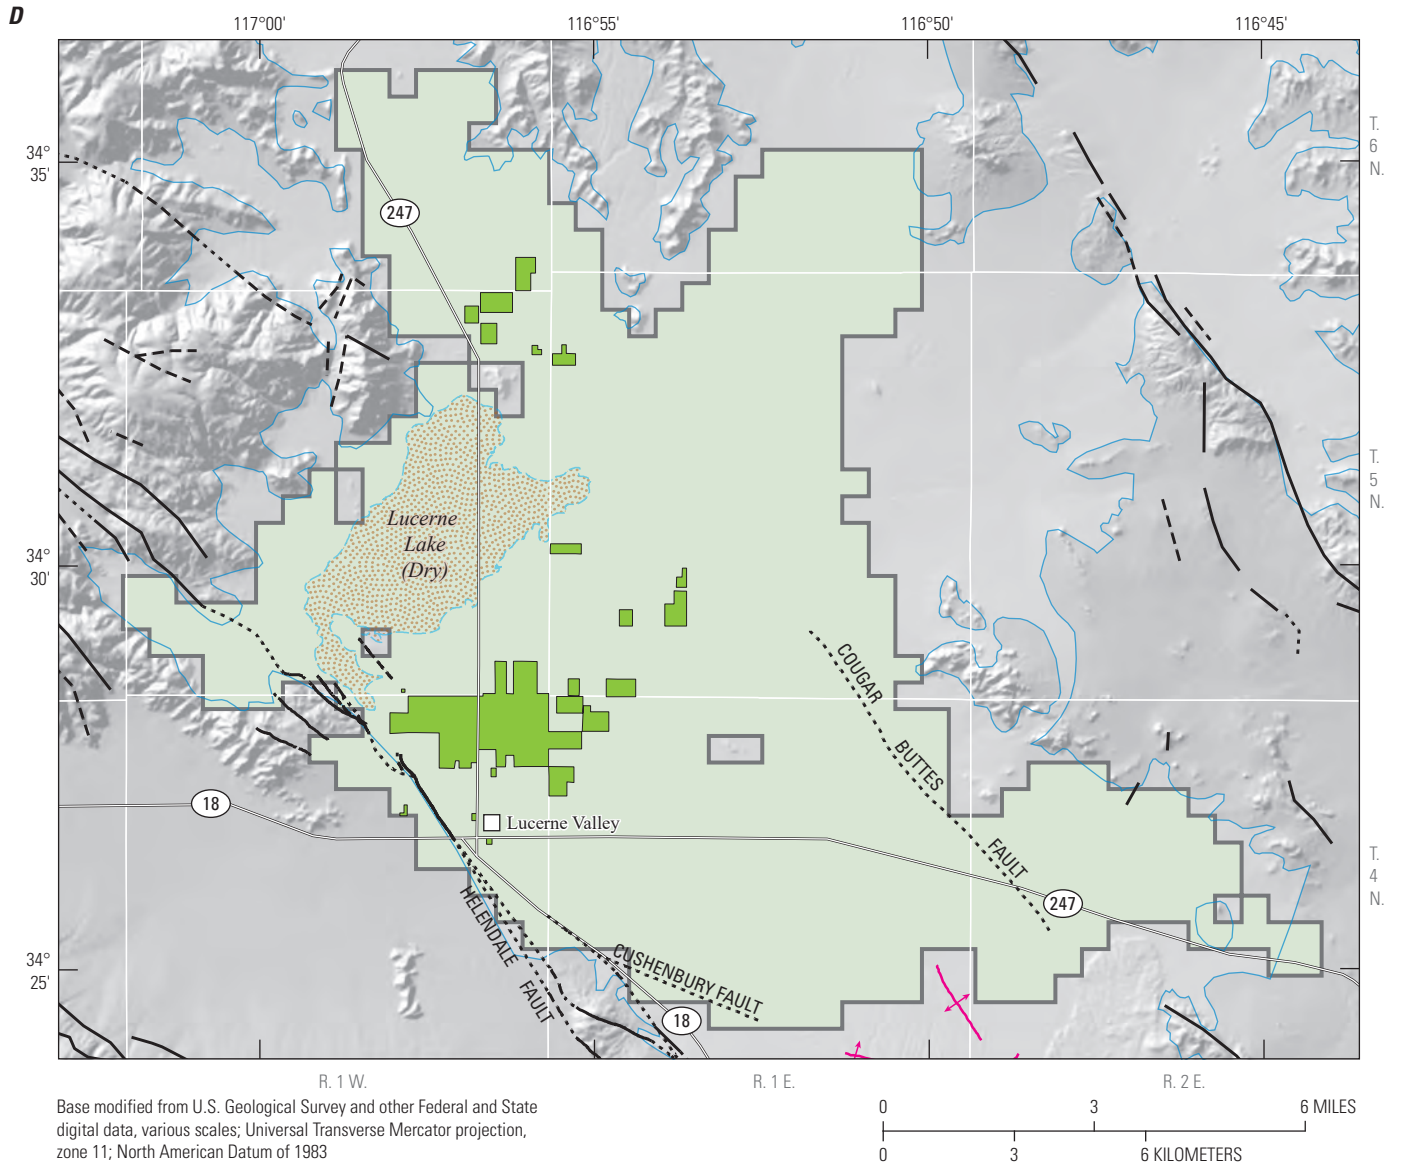 D
117°00'
116°55'
116°50'
116°45'
34°
35'
T.
6
N.
247
T.
5
N.
Lucerne
Lake
(Dry)
34°
30'
COUGAR
BUTTES
FAULT
18
Lucerne Valley
T.
4
N.
HELENDALE
FAULT
247
CUSHENBURY FAULT
34°
25'
18
R. 1 W.
R. 1 E.
R. 2 E.
Base modified from U.S. Geological Survey and other Federal and State
digital data, various scales; Universal Transverse Mercator projection,
zone 11; North American Datum of 1983
0 3 6 MILES
0 3 6 KILOMETERS